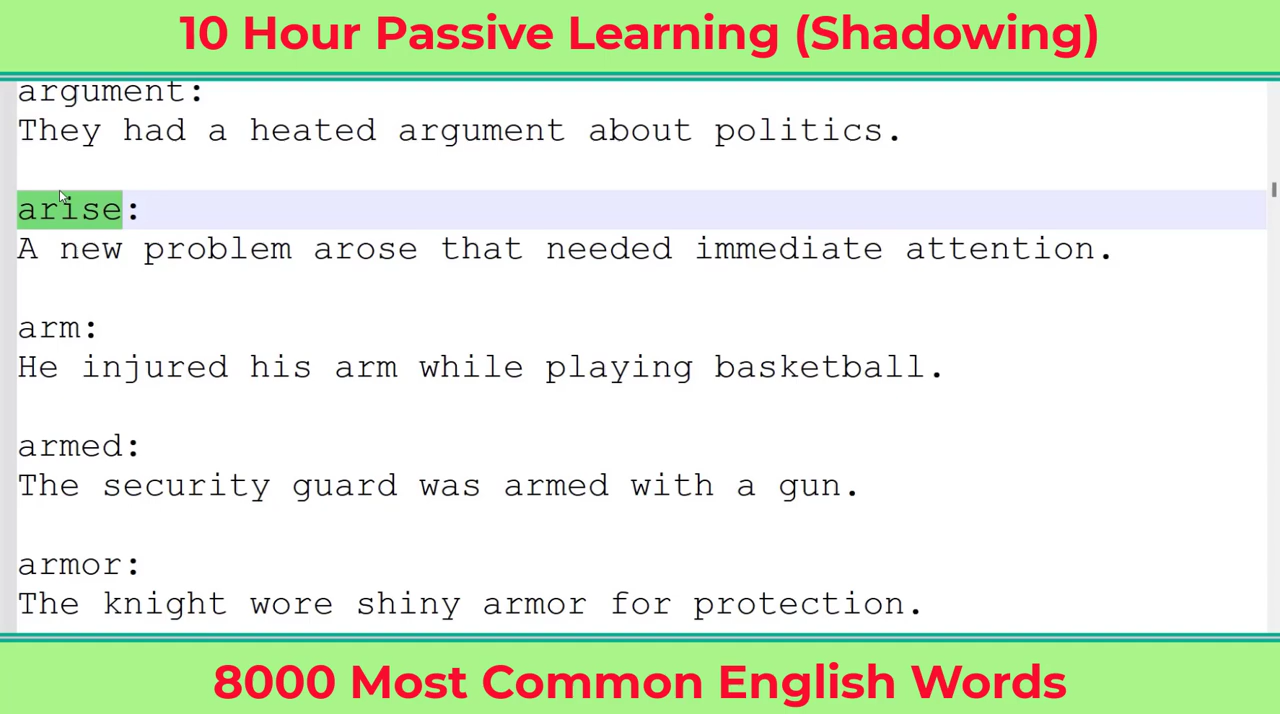 10 Hour Passive Learning (Shadowing)
argument:
They had a heated argument about politics.
arise:
A new problem arose that needed immediate attention.
arm:
He injured his arm while playing basketball.
armed:
The security guard was armed with a gun.
armor:
The knight wore shiny armor for protection.
8000 Most Common English Words